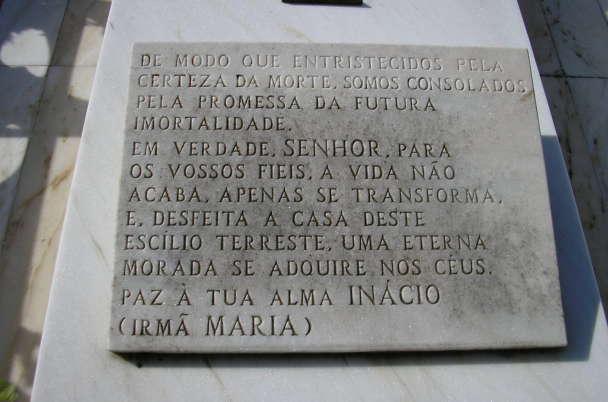 DE MODO QUE ENTRISTECIDOS PELA
CERTEZA DA MORTE, SOMOS CONSOLADOS
PELA PROMESSA DA FUTURA
IMORTALIDADE.
EM VERDADE, SENHOR, PARA
OS VOSSOS FIEIS, A VIDA NÃO
ACABA, APENAS SE TRANSFORMA,
E, DESFEITA A CASA DESTE
ESCÍLIO TERRESTE, UMA ETERNA
MORADA SE ADQUIRE NOS CÉUS.
PAZ À TUA ALMA INÁCIO
(IRMÃ MARIA)